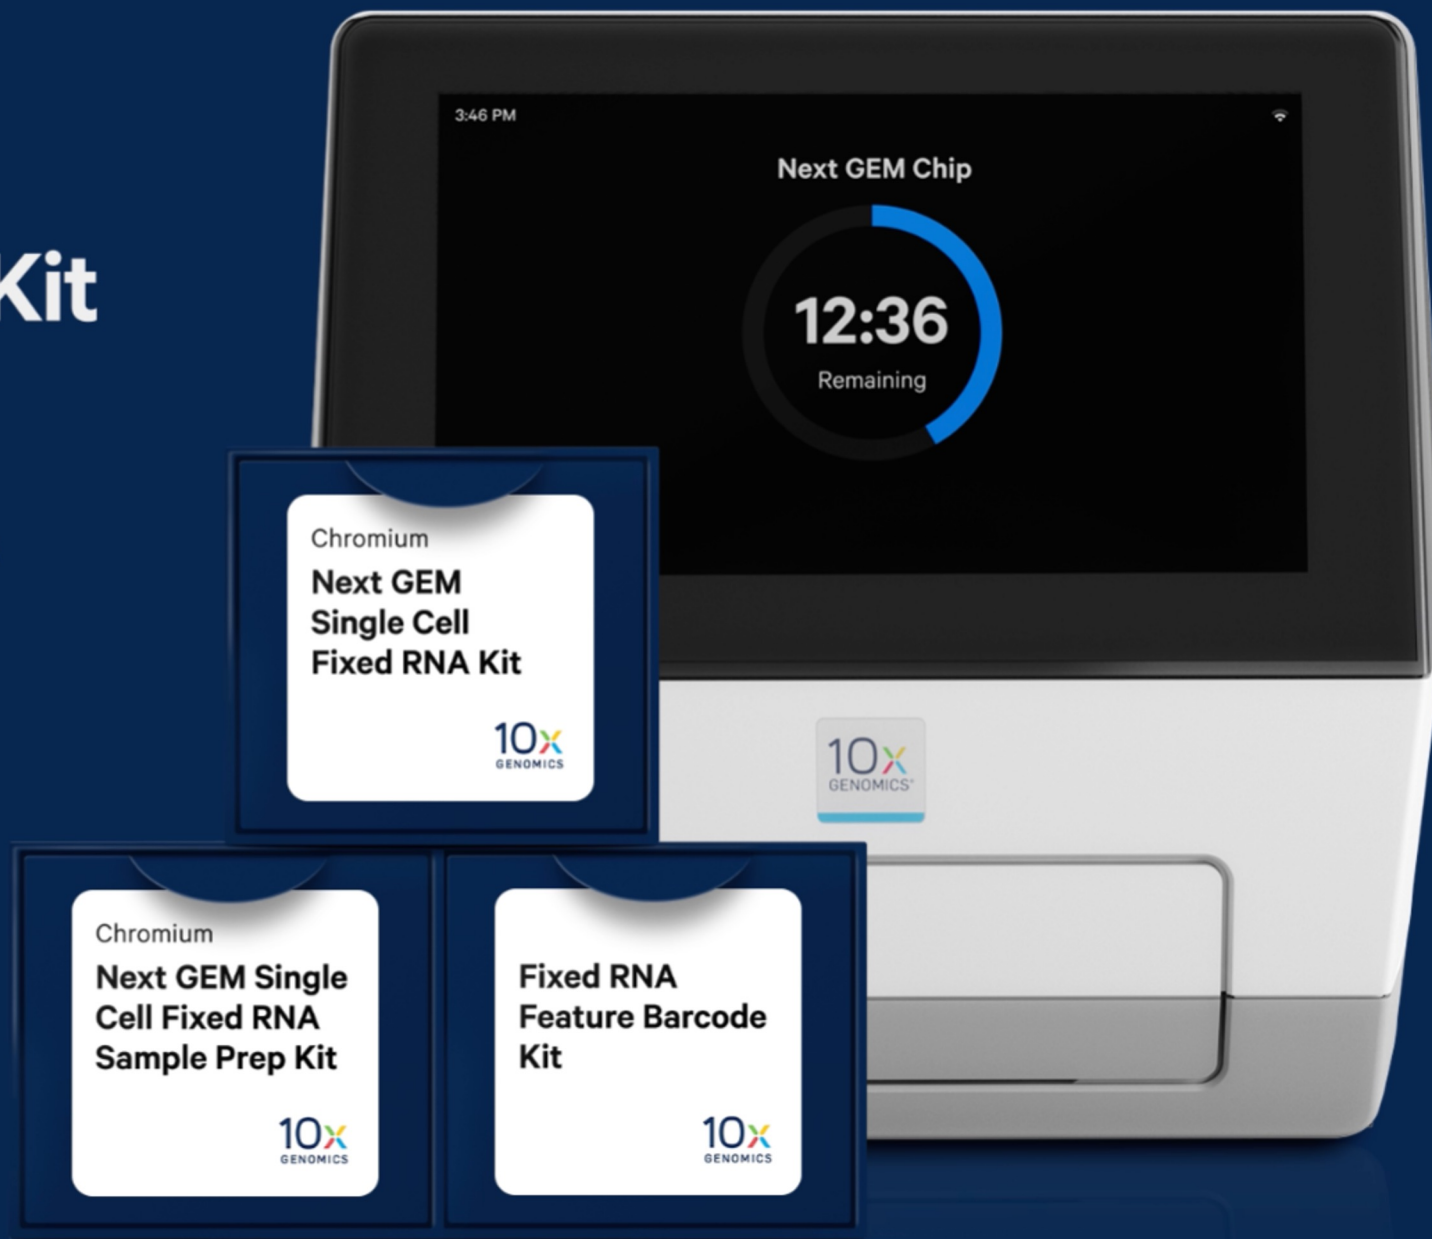 Kit
3:46 PM
Next GEM Chip
12:36
Remaining
Chromium
Next GEM
Single Cell
Fixed RNA Kit
10x
GENOMICS
10x
GENOMICS®
Chromium
Next GEM Single
Cell Fixed RNA
Sample Prep Kit
10x
GENOMICS
Fixed RNA
Feature Barcode
Kit
10x
GENOMICS